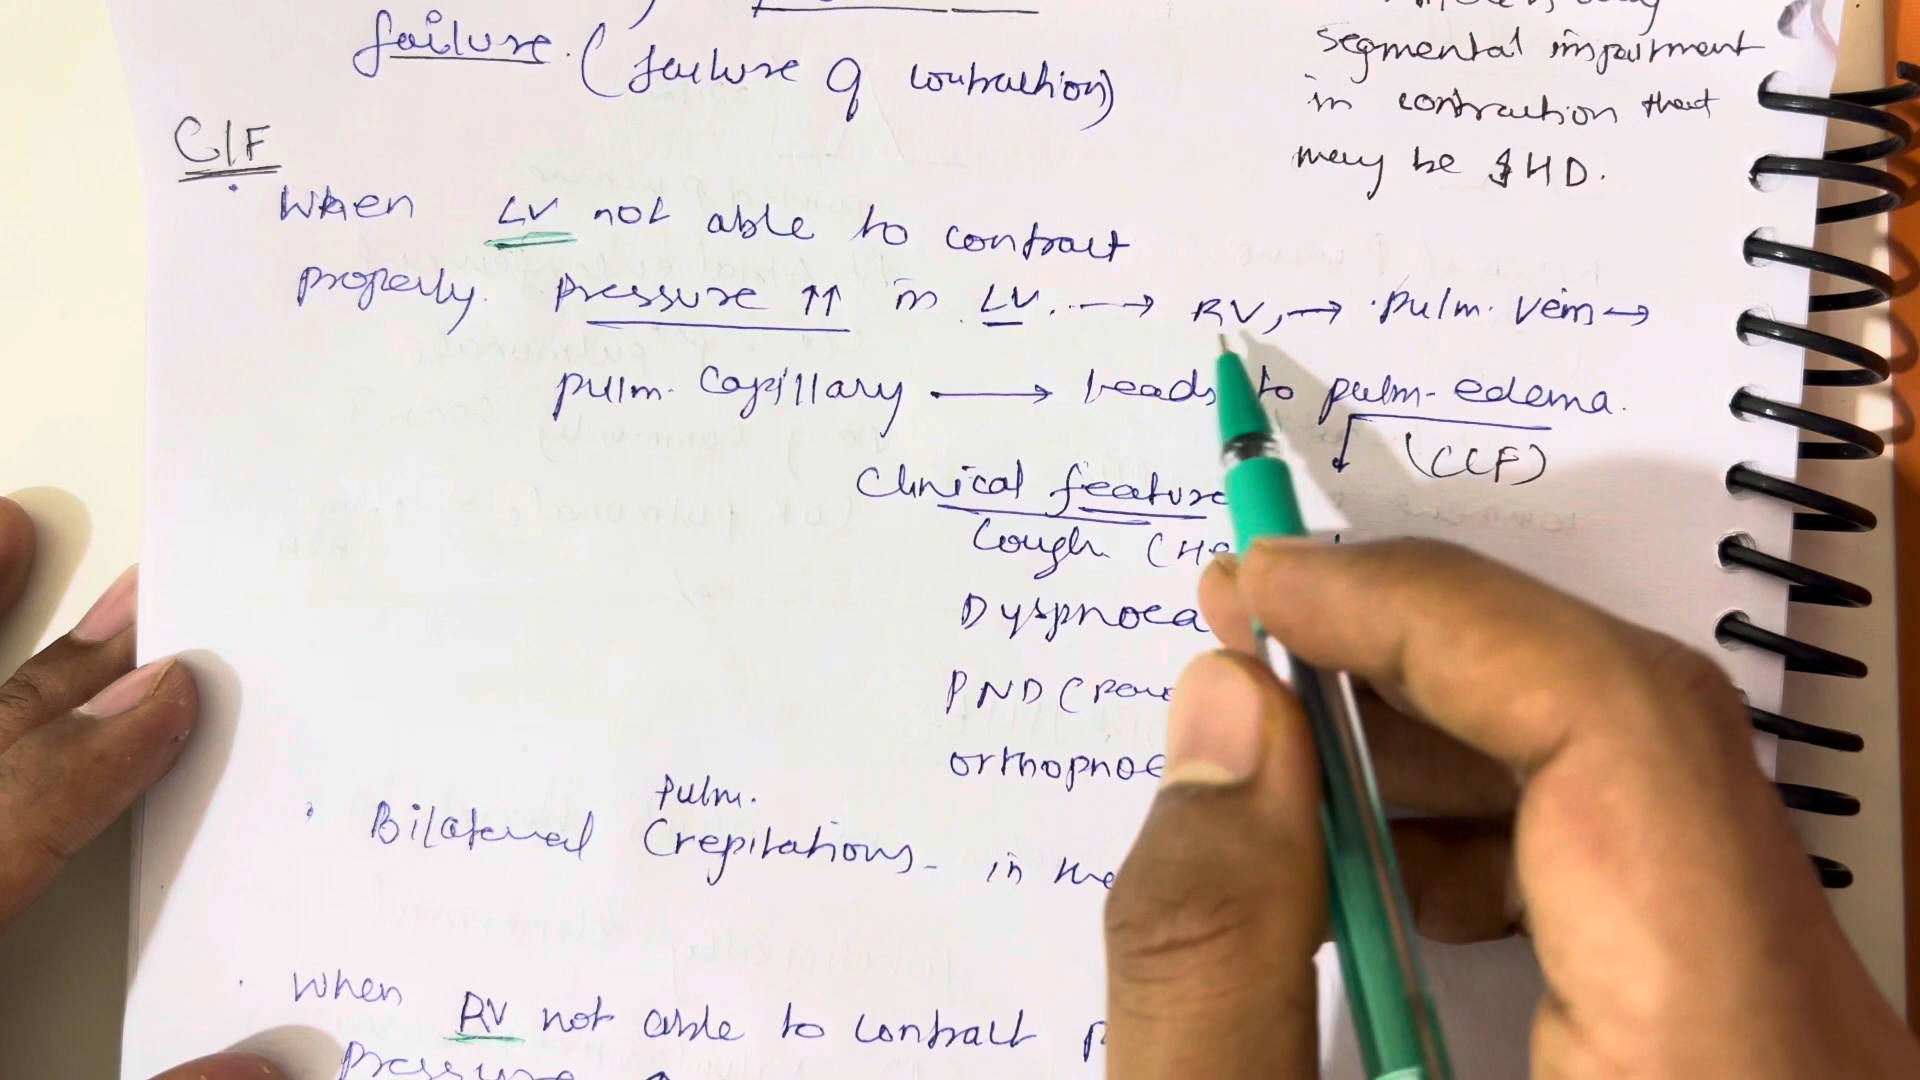 failure. (failure of contraction)
segmental impairment
in contraction that
may be IHD.
C/F
When LV not able to contract
properly. Pressure ↑↑ in LV. → RV, → pulm. vein →
pulm. Capillary → leads to pulm. edema.
(CCF)
Clinical feature
Cough (H
Dyspnoea
PND (Par
orthopnoe
Bilateral pulm. Crepitations - in the
When RV not able to contract p
pressure